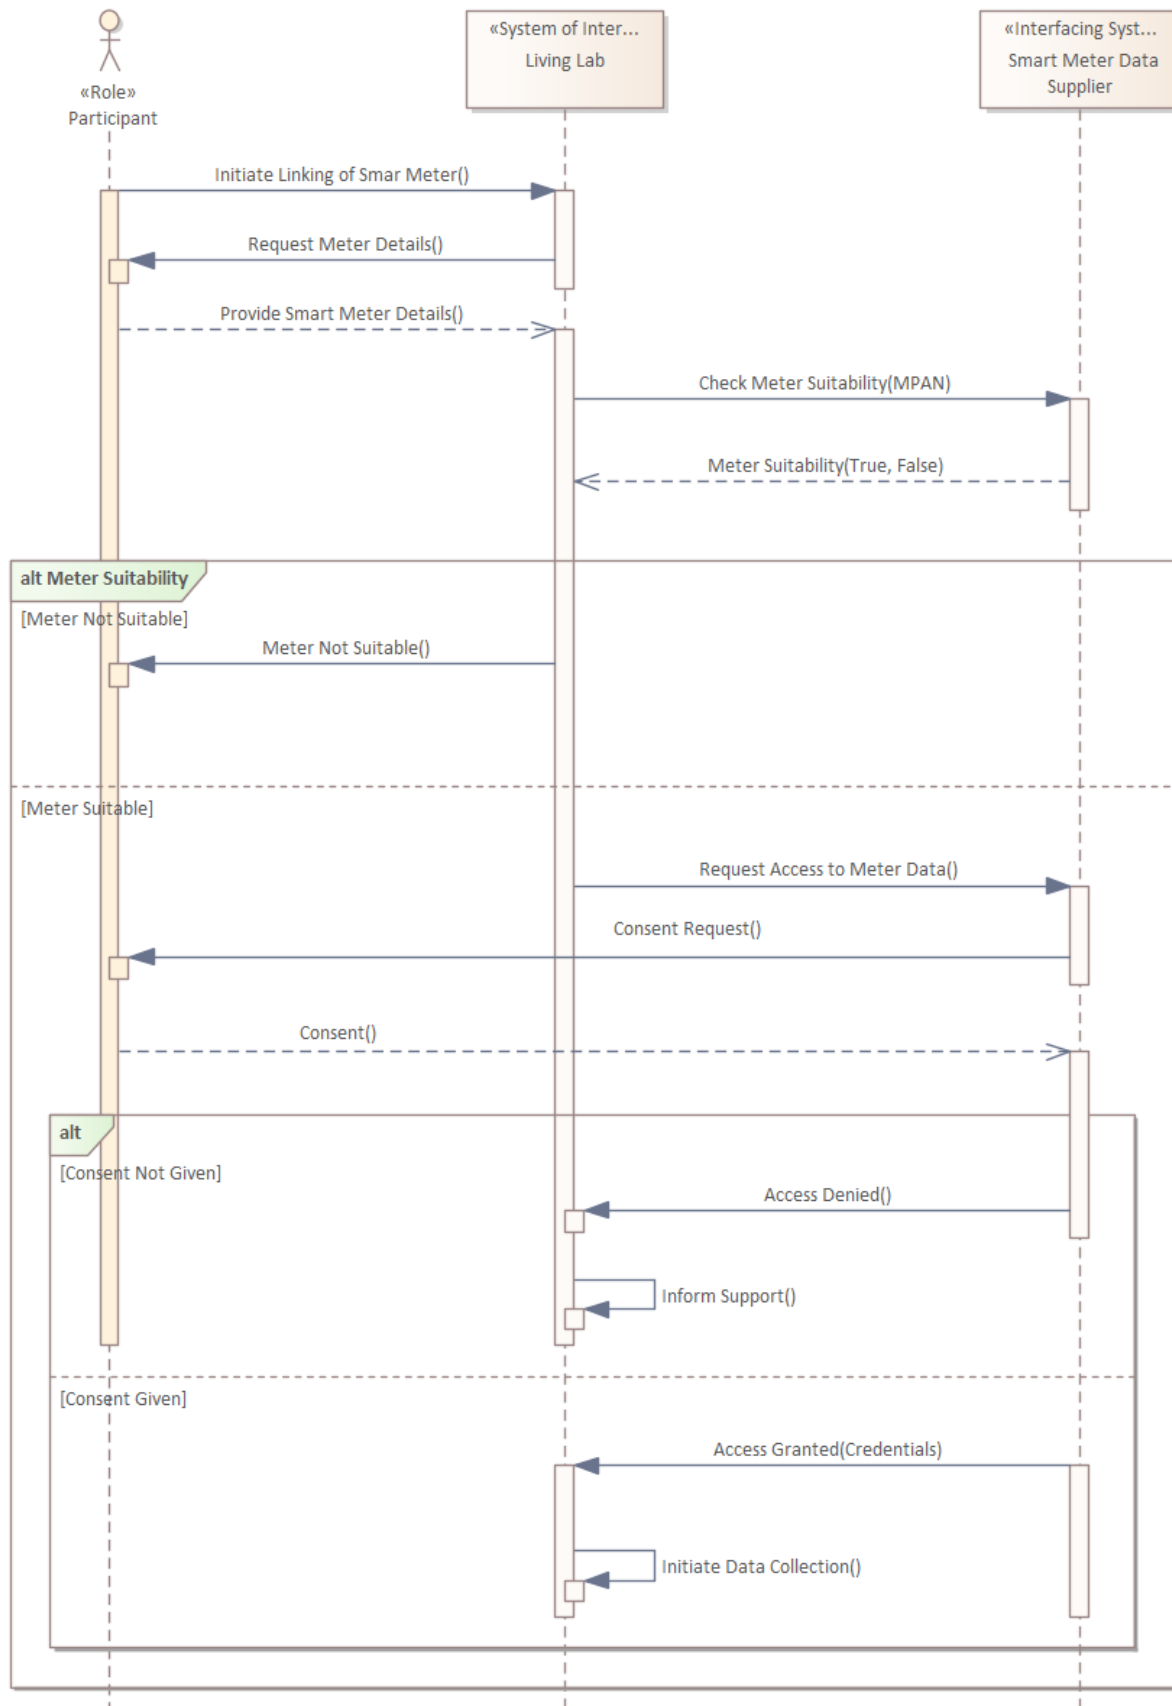 «System of Inter...
Living Lab
«Interfacing Syst...
Smart Meter Data
Supplier
«Role»
Participant
Initiate Linking of Smar Meter()
Request Meter Details()
Provide Smart Meter Details()
Check Meter Suitability(MPAN)
Meter Suitability(True, False)
alt Meter Suitability
[Meter Not Suitable]
Meter Not Suitable()
[Meter Suitable]
Request Access to Meter Data()
Consent Request()
Consent()
alt
[Consent Not Given]
Access Denied()
Inform Support()
[Consent Given]
Access Granted(Credentials)
Initiate Data Collection()